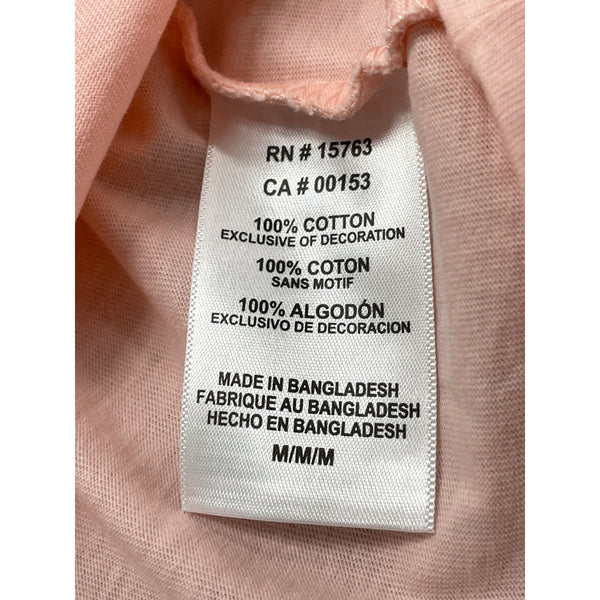 RN # 15763
CA # 00153
100% COTTON
EXCLUSIVE OF DECORATION
100% COTON
SANS MOTIF
100% ALGODÓN
EXCLUSIVO DE DECORACION
MADE IN BANGLADESH
FABRIQUE AU BANGLADESH
HECHO EN BANGLADESH
M/M/M